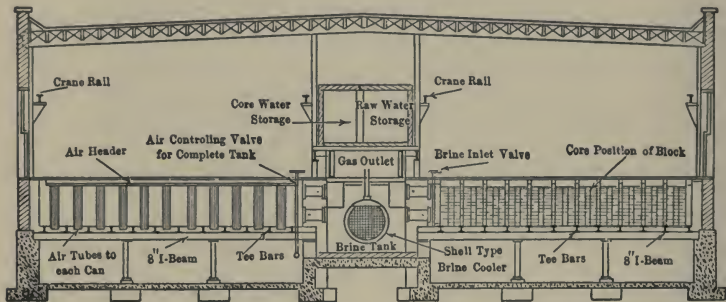 Crane Rail
Core Water
Storage
Raw Water
Storage
Crane Rail
Air Controling Valve
for Complete Tank
Air Header
Gas Outlet
Brine Inlet Valve
Core Position of Block
Air Tubes to
each Can
8"I-Beam
Tee Bars
Brine Tank
Shell Type
Brine Cooler
Tee Bars
8"I-Beam